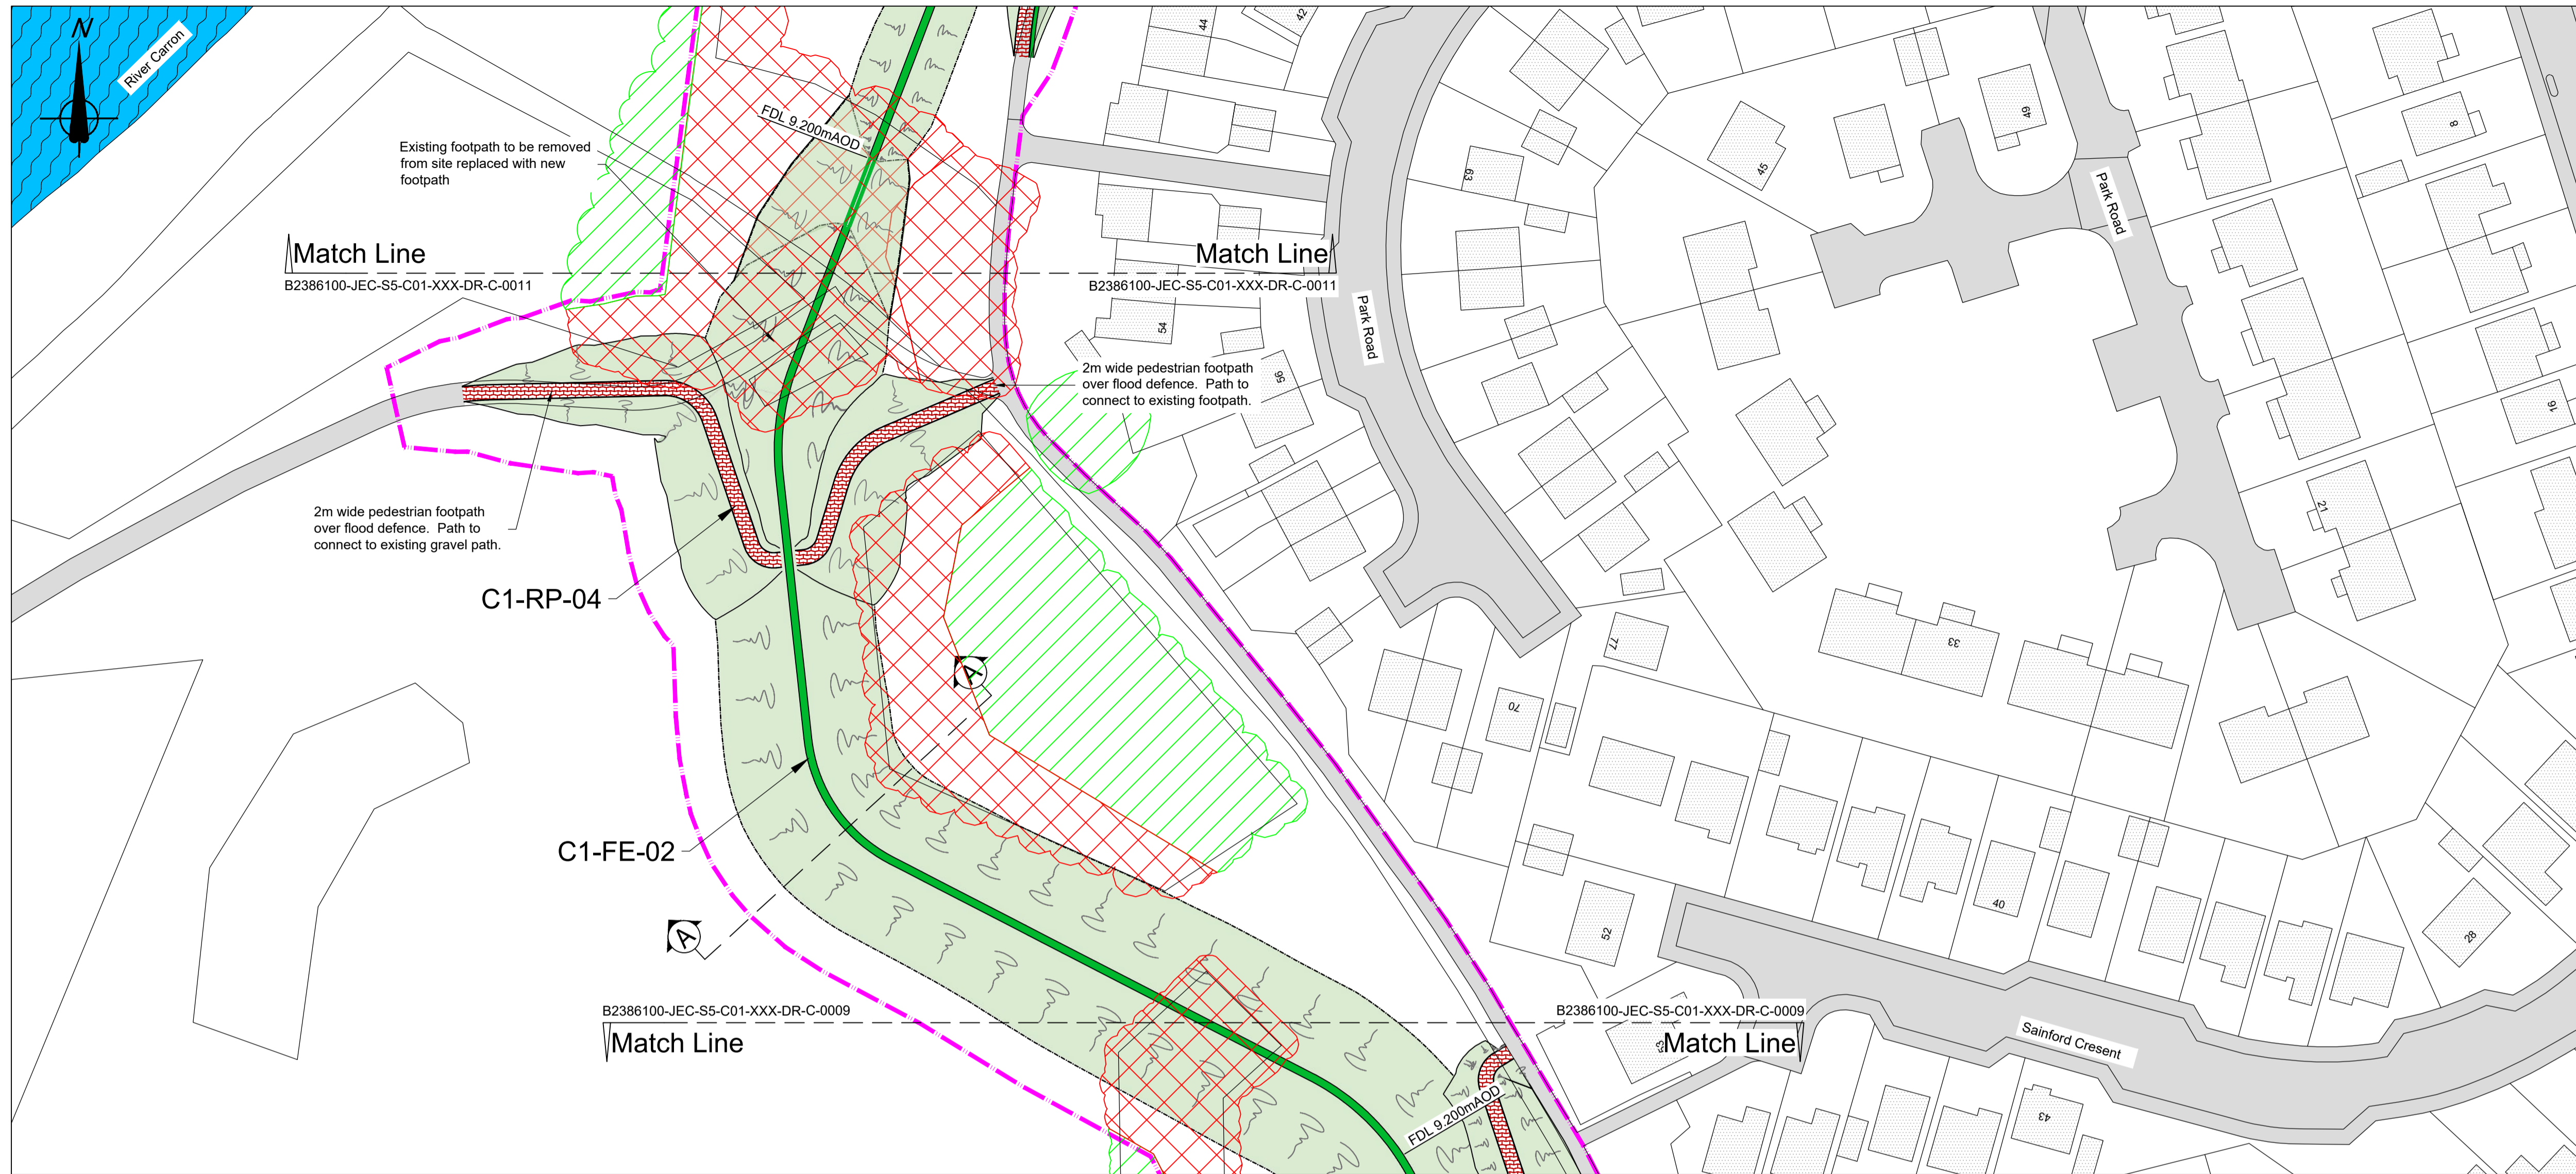 N
River Carron
Existing footpath to be removed
from site replaced with new
footpath
FDL 9.200mAOD
Match Line
B2386100-JEC-S5-C01-XXX-DR-C-0011
Match Line
B2386100-JEC-S5-C01-XXX-DR-C-0011
2m wide pedestrian footpath
over flood defence. Path to
connect to existing footpath.
2m wide pedestrian footpath
over flood defence. Path to
connect to existing gravel path.
C1-RP-04
C1-FE-02
A
A
B2386100-JEC-S5-C01-XXX-DR-C-0009
Match Line
B2386100-JEC-S5-C01-XXX-DR-C-0009
Match Line
FDL 9.200mAOD
Park Road
Park Road
Sainford Cresent
44
42
63
45
49
8
54
56
16
21
77
33
70
52
40
28
53
43